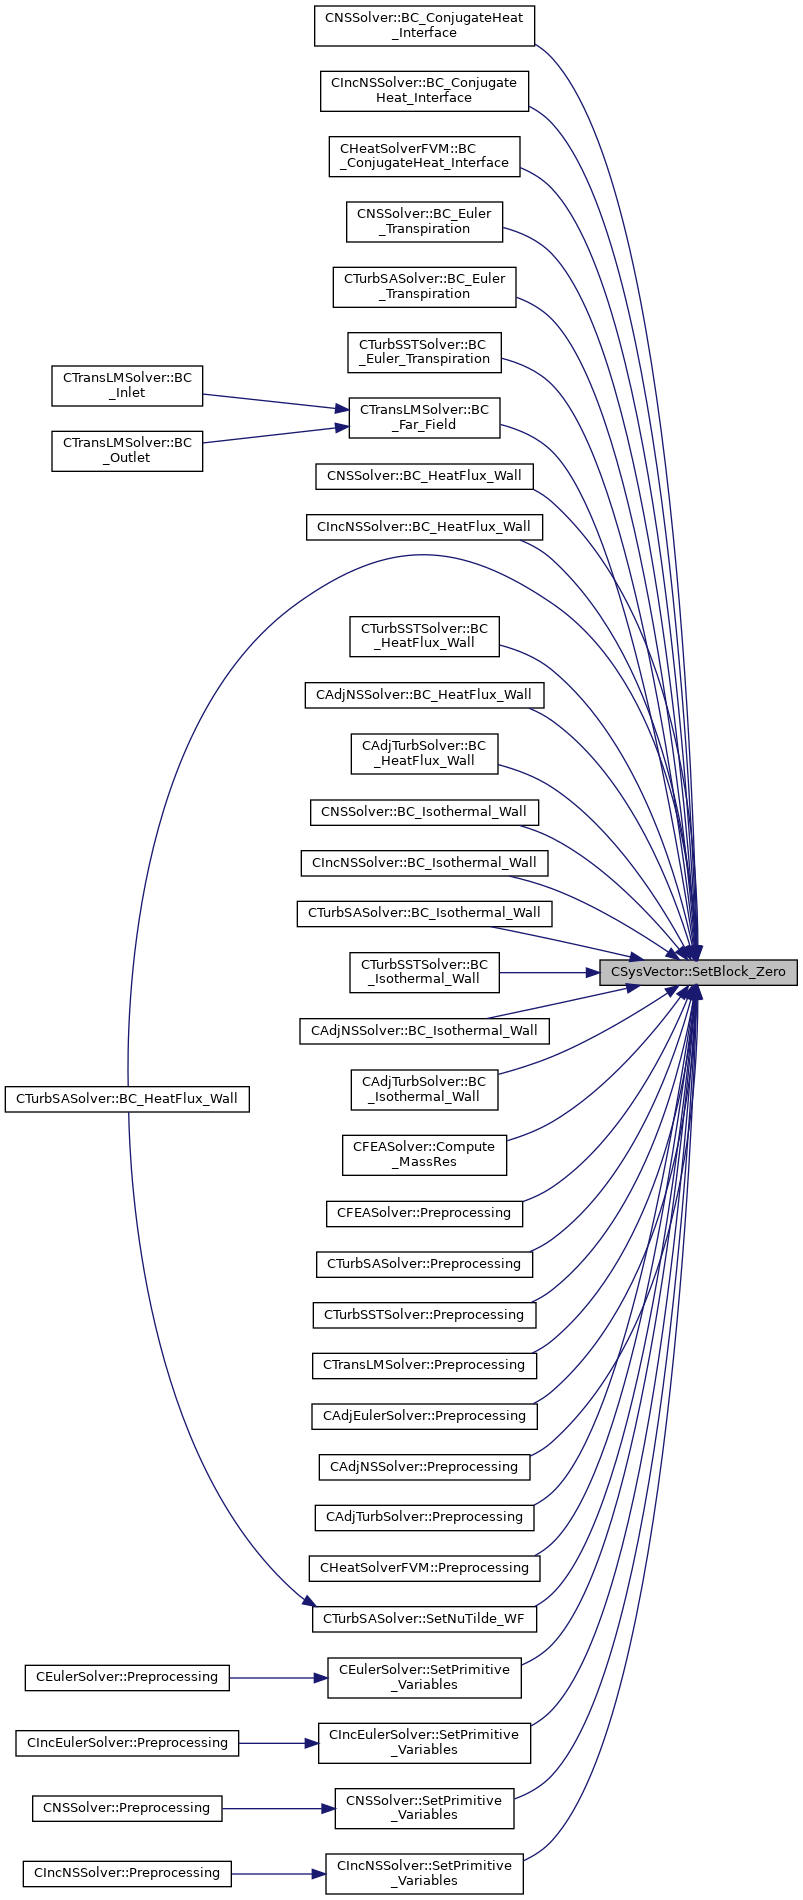 CNSSolver::BC_ConjugateHeat
_Interface
CIncNSSolver::BC_Conjugate
Heat_Interface
CHeatSolverFVM::BC
_ConjugateHeat_Interface
CNSSolver::BC_Euler
_Transpiration
CTurbSASolver::BC_Euler
_Transpiration
CTurbSSTSolver::BC
_Euler_Transpiration
CTransLMSolver::BC
_Inlet
CTransLMSolver::BC
_Far_Field
CTransLMSolver::BC
_Outlet
CNSSolver::BC_HeatFlux_Wall
CIncNSSolver::BC_HeatFlux_Wall
CTurbSSTSolver::BC
_HeatFlux_Wall
CAdjNSSolver::BC_HeatFlux_Wall
CAdjTurbSolver::BC
_HeatFlux_Wall
CNSSolver::BC_Isothermal_Wall
CIncNSSolver::BC_Isothermal_Wall
CTurbSASolver::BC_Isothermal_Wall
CTurbSSTSolver::BC
_Isothermal_Wall
CSysVector::SetBlock_Zero
CAdjNSSolver::BC_Isothermal_Wall
CAdjTurbSolver::BC
_Isothermal_Wall
CTurbSASolver::BC_HeatFlux_Wall
CFEASolver::Compute
_MassRes
CFEASolver::Preprocessing
CTurbSASolver::Preprocessing
CTurbSSTSolver::Preprocessing
CTransLMSolver::Preprocessing
CAdjEulerSolver::Preprocessing
CAdjNSSolver::Preprocessing
CAdjTurbSolver::Preprocessing
CHeatSolverFVM::Preprocessing
CTurbSASolver::SetNuTilde_WF
CEulerSolver::Preprocessing
CEulerSolver::SetPrimitive
_Variables
CIncEulerSolver::Preprocessing
CIncEulerSolver::SetPrimitive
_Variables
CNSSolver::Preprocessing
CNSSolver::SetPrimitive
_Variables
CIncNSSolver::Preprocessing
CIncNSSolver::SetPrimitive
_Variables